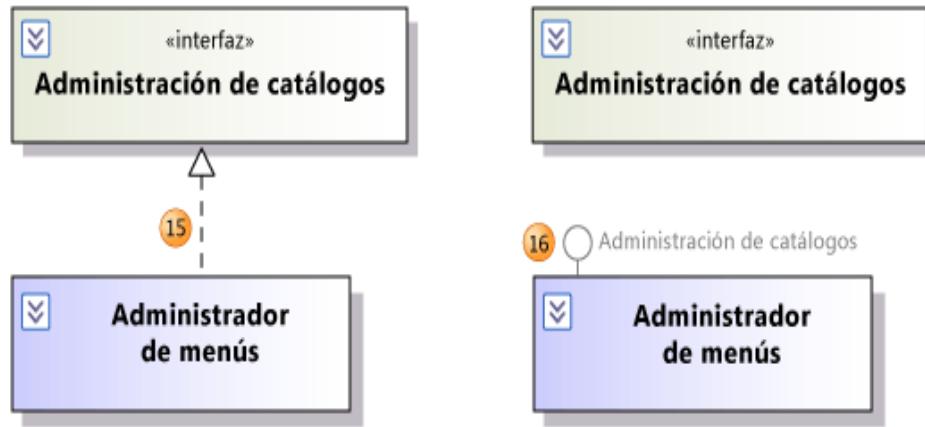 «interfaz»
Administración de catálogos
15
Administrador
de menús
«interfaz»
Administración de catálogos
16 Administración de catálogos
Administrador
de menús